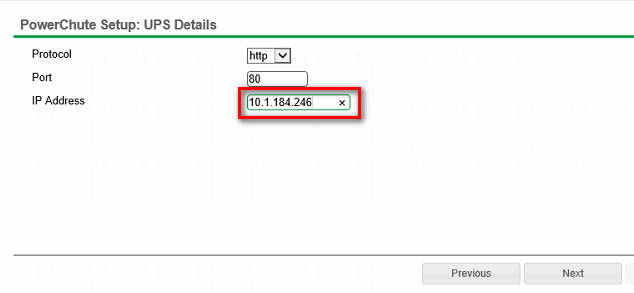 PowerChute Setup: UPS Details
Protocol http
Port 80
IP Address 10.1.184.246 ×
Previous Next